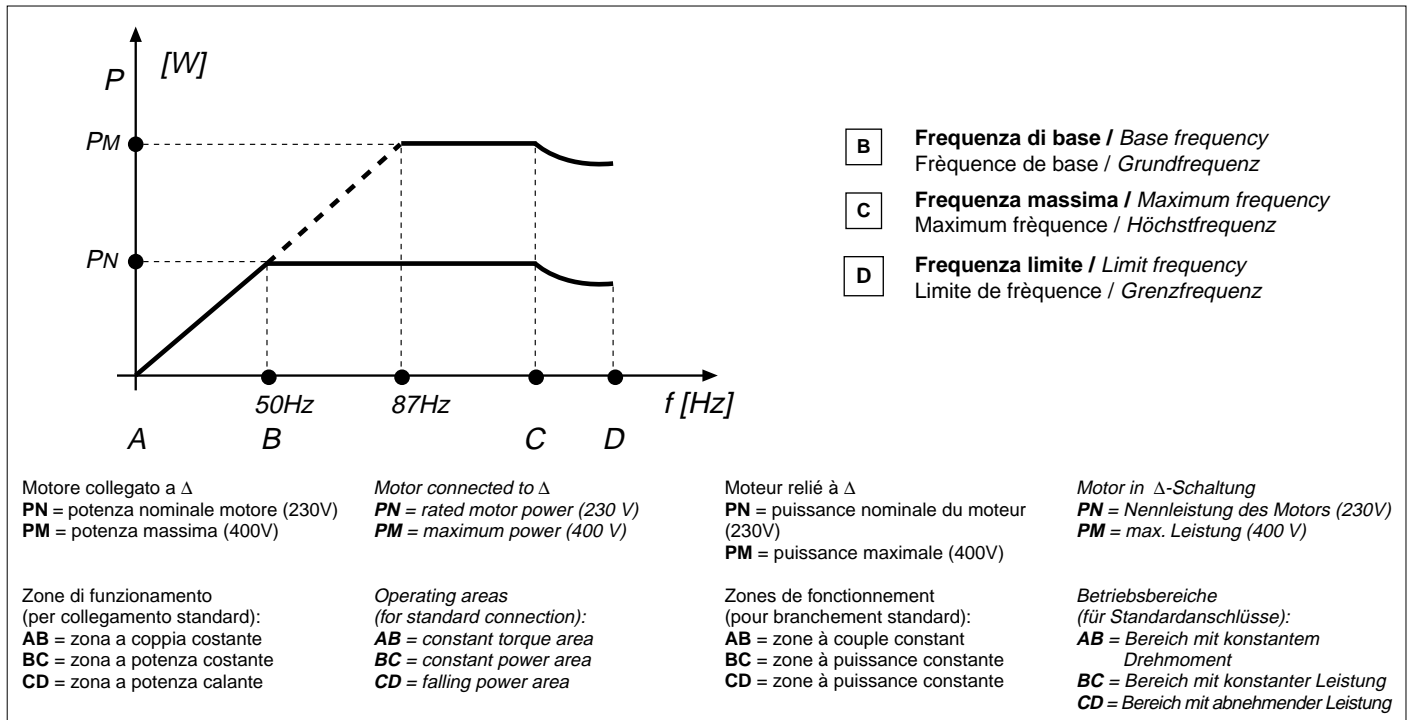 P [W]
PM
PN
50Hz 87Hz f [Hz]
A B C D
B Frequenza di base / Base frequency
Frèquence de base / Grundfrequenz
C Frequenza massima / Maximum frequency
Maximum frèquence / Höchstfrequenz
D Frequenza limite / Limit frequency
Limite de frèquence / Grenzfrequenz
Motore collegato a Δ
PN = potenza nominale motore (230V)
PM = potenza massima (400V)
Motor connected to Δ
PN = rated motor power (230 V)
PM = maximum power (400 V)
Moteur relié à Δ
PN = puissance nominale du moteur
(230V)
PM = puissance maximale (400V)
Motor in Δ-Schaltung
PN = Nennleistung des Motors (230V)
PM = max. Leistung (400 V)
Zone di funzionamento
(per collegamento standard):
AB = zona a coppia costante
BC = zona a potenza costante
CD = zona a potenza calante
Operating areas
(for standard connection):
AB = constant torque area
BC = constant power area
CD = falling power area
Zones de fonctionnement
(pour branchement standard):
AB = zone à couple constant
BC = zone à puissance constante
CD = zone à puissance constante
Betriebsbereiche
(für Standardanschlüsse):
AB = Bereich mit konstantem
Drehmoment
BC = Bereich mit konstanter Leistung
CD = Bereich mit abnehmender Leistung